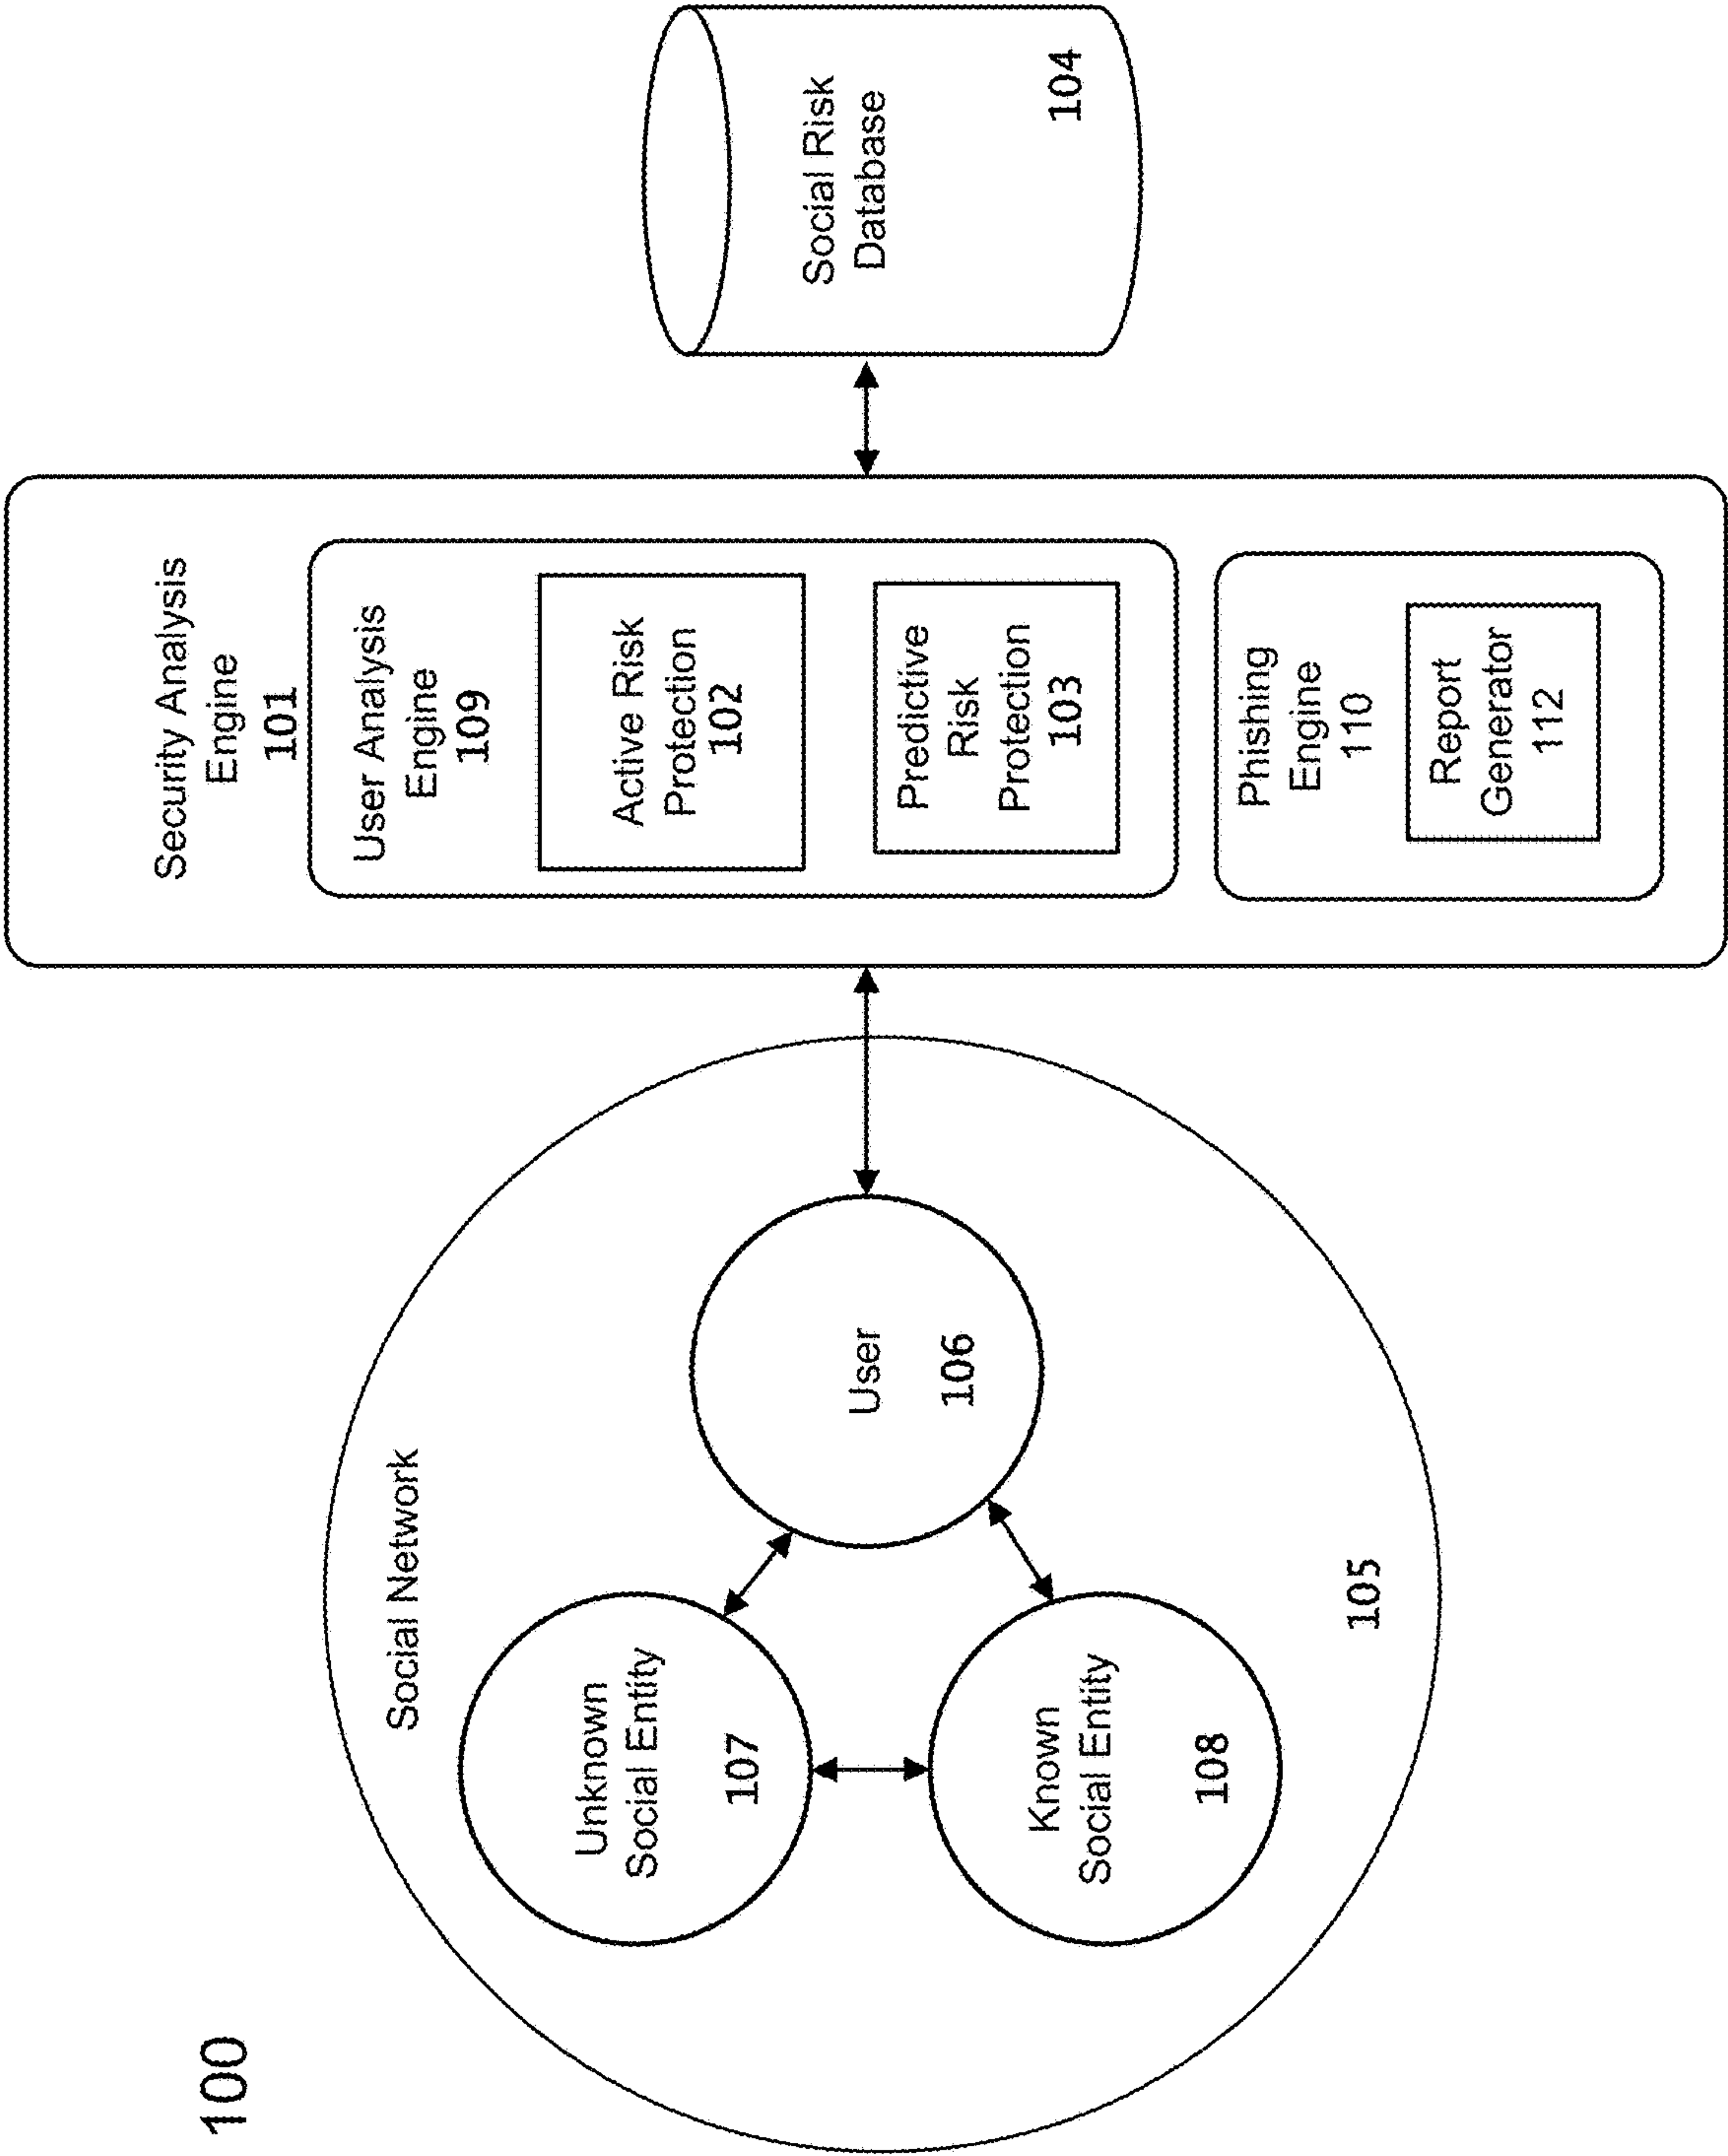 100
Social Network
Unknown
Social Entity
107
Known
Social Entity
108
User
106
105
Security Analysis
Engine
101
User Analysis
Engine
109
Active Risk
Protection
102
Predictive
Risk
Protection
103
Phishing
Engine
110
Report
Generator
112
Social Risk
Database
104